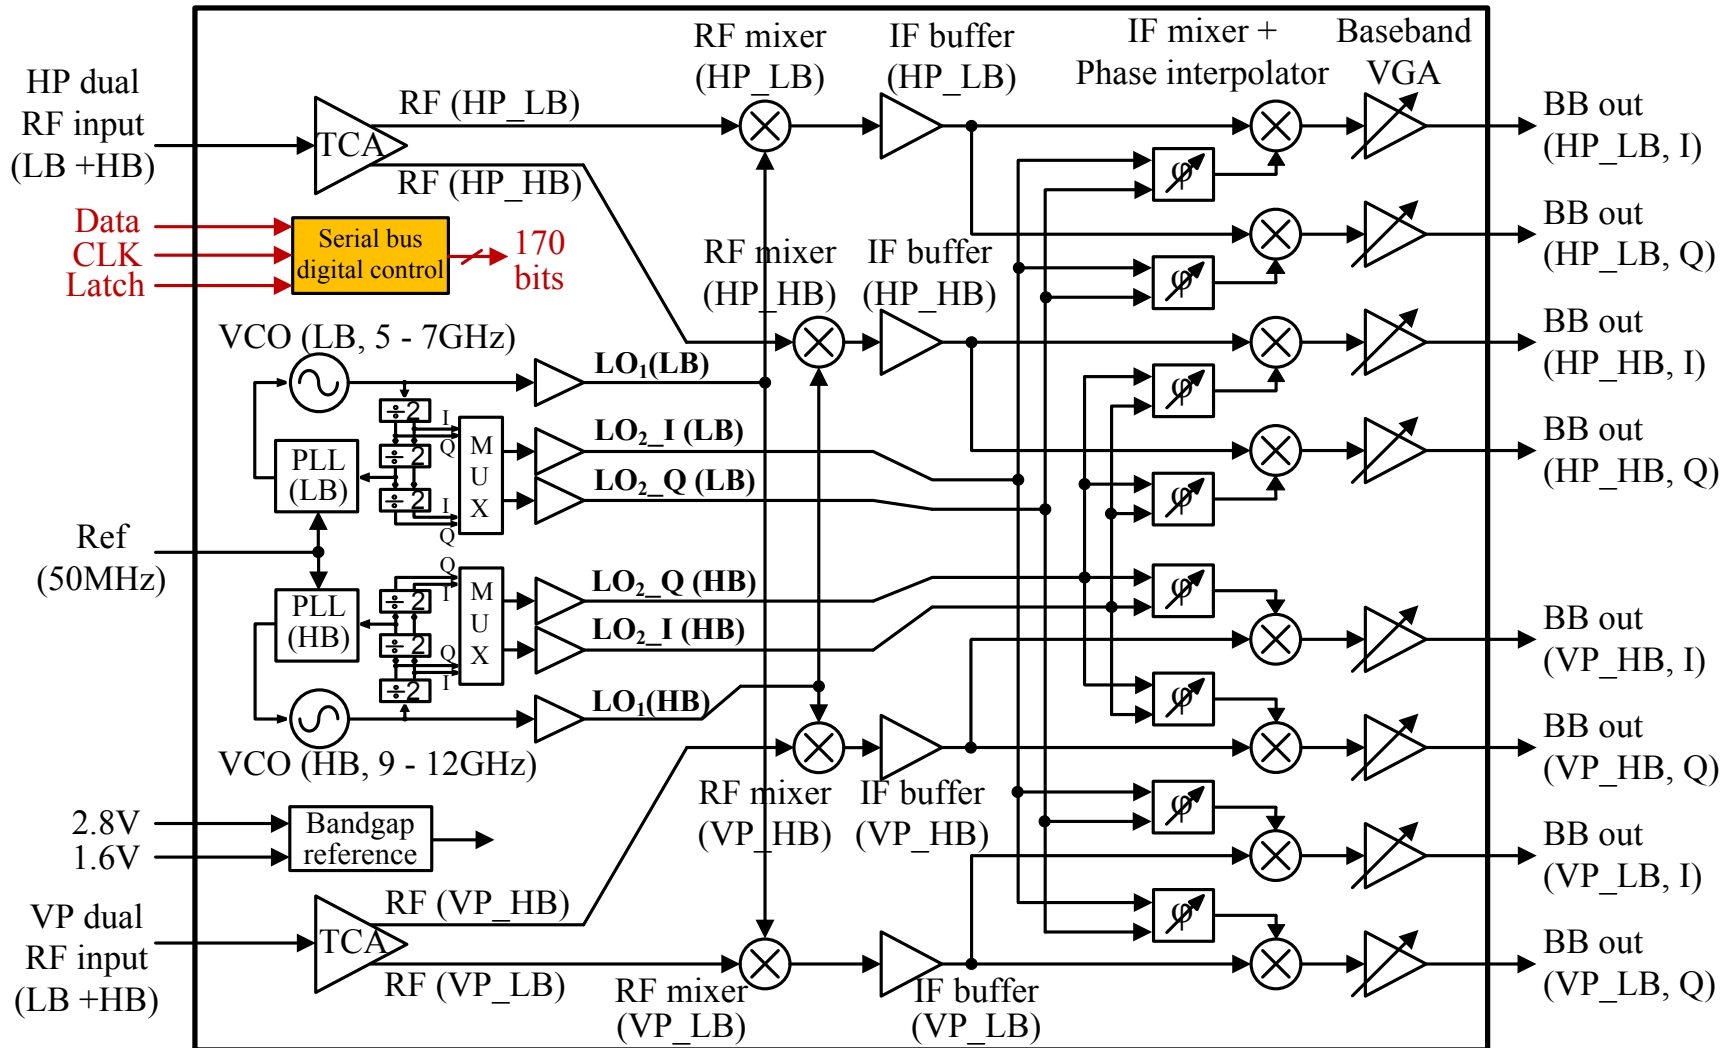 RF mixer
(HP_LB)
IF buffer
(HP_LB)
IF mixer +
Phase interpolator
Baseband
VGA
HP dual
RF input
(LB +HB)
TCA
RF (HP_LB)
RF (HP_HB)
φ
BB out
(HP_LB, I)
Data
CLK
Latch
Serial bus
digital control
170
bits
RF mixer
(HP_HB)
IF buffer
(HP_HB)
φ
BB out
(HP_LB, Q)
VCO (LB, 5 - 7GHz)
LO₁(LB)
φ
BB out
(HP_HB, I)
÷2
I
Q
÷2
÷2
I
Q
M
U
X
PLL
(LB)
LO₂_I (LB)
LO₂_Q (LB)
φ
BB out
(HP_HB, Q)
Ref
(50MHz)
PLL
(HB)
Q
I
÷2
÷2
Q
I
÷2
M
U
X
LO₂_Q (HB)
LO₂_I (HB)
LO₁(HB)
φ
BB out
(VP_HB, I)
VCO (HB, 9 - 12GHz)
φ
BB out
(VP_HB, Q)
RF mixer
(VP_HB)
IF buffer
(VP_HB)
2.8V
1.6V
Bandgap
reference
φ
BB out
(VP_LB, I)
VP dual
RF input
(LB +HB)
TCA
RF (VP_HB)
RF (VP_LB)
RF mixer
(VP_LB)
IF buffer
(VP_LB)
φ
BB out
(VP_LB, Q)